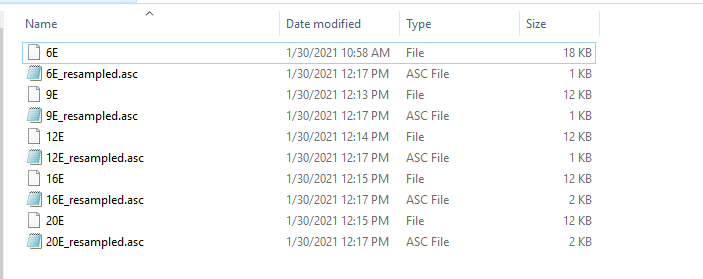 Name Date modified Type Size
6E 1/30/2021 10:58 AM File 18 KB
6E_resampled.asc 1/30/2021 12:17 PM ASC File 1 KB
9E 1/30/2021 12:13 PM File 12 KB
9E_resampled.asc 1/30/2021 12:17 PM ASC File 1 KB
12E 1/30/2021 12:14 PM File 12 KB
12E_resampled.asc 1/30/2021 12:17 PM ASC File 1 KB
16E 1/30/2021 12:15 PM File 12 KB
16E_resampled.asc 1/30/2021 12:17 PM ASC File 2 KB
20E 1/30/2021 12:15 PM File 12 KB
20E_resampled.asc 1/30/2021 12:17 PM ASC File 2 KB